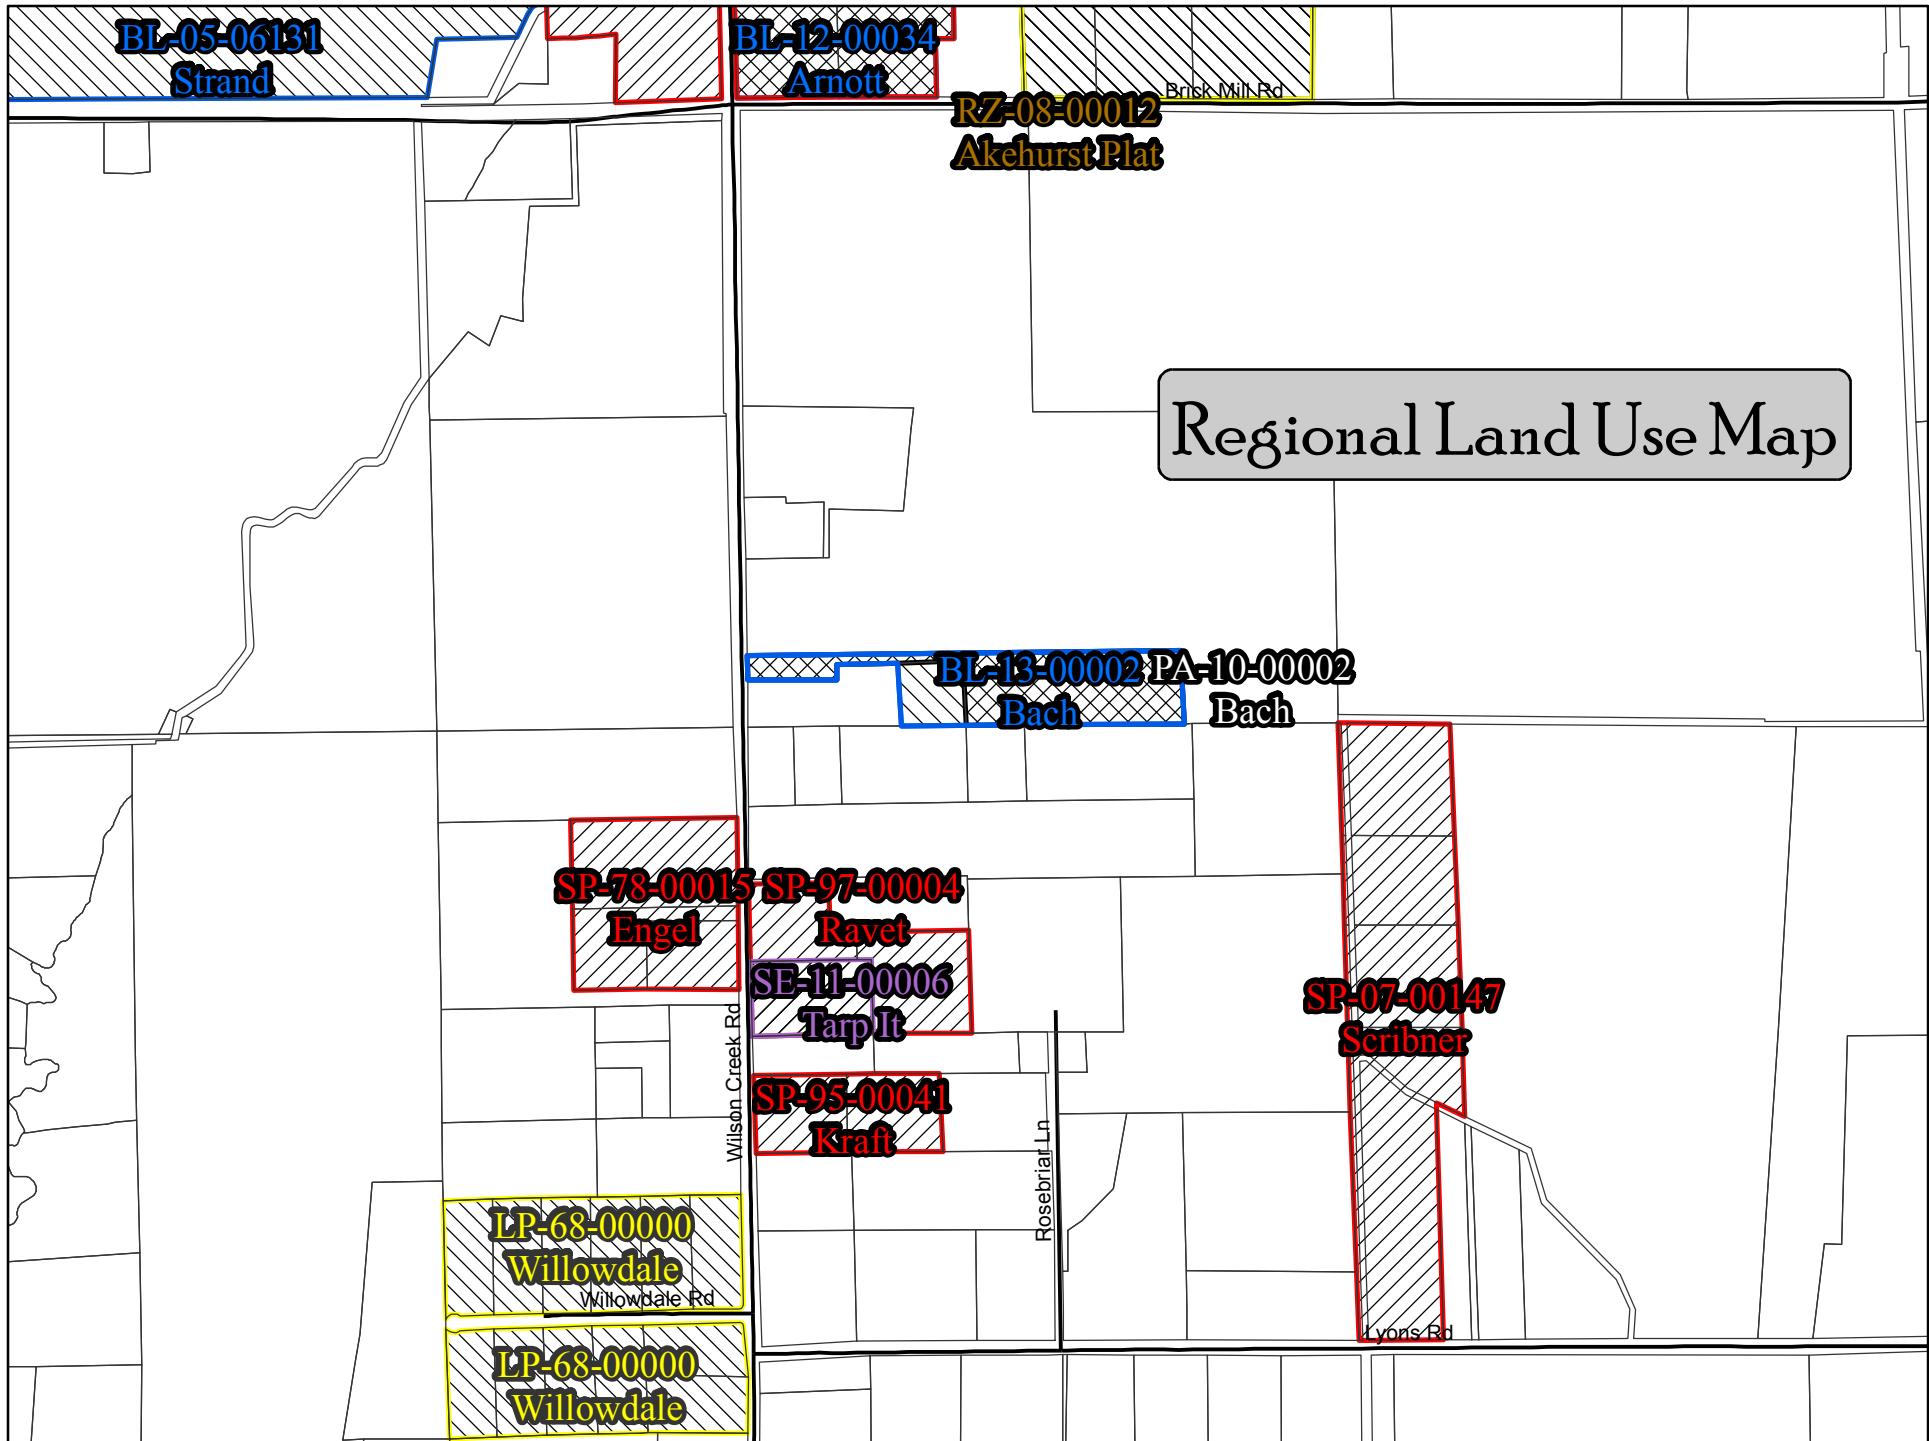 BL-05-06131
Strand
BL-12-00034
Arnott
Brick Mill Rd
RZ-08-00012
Akehurst Plat
Regional Land Use Map
BL-13-00002
Bach
PA-10-00002
Bach
SP-78-00015
Engel
SP-97-00004
Ravet
SE-11-00006
Tarp It
SP-07-00147
Scribner
Wilson Creek Rd
SP-95-00041
Kraft
Rosebriar Ln
LP-68-00000
Willowdale
Willowdale Rd
Lyons Rd
LP-68-00000
Willowdale